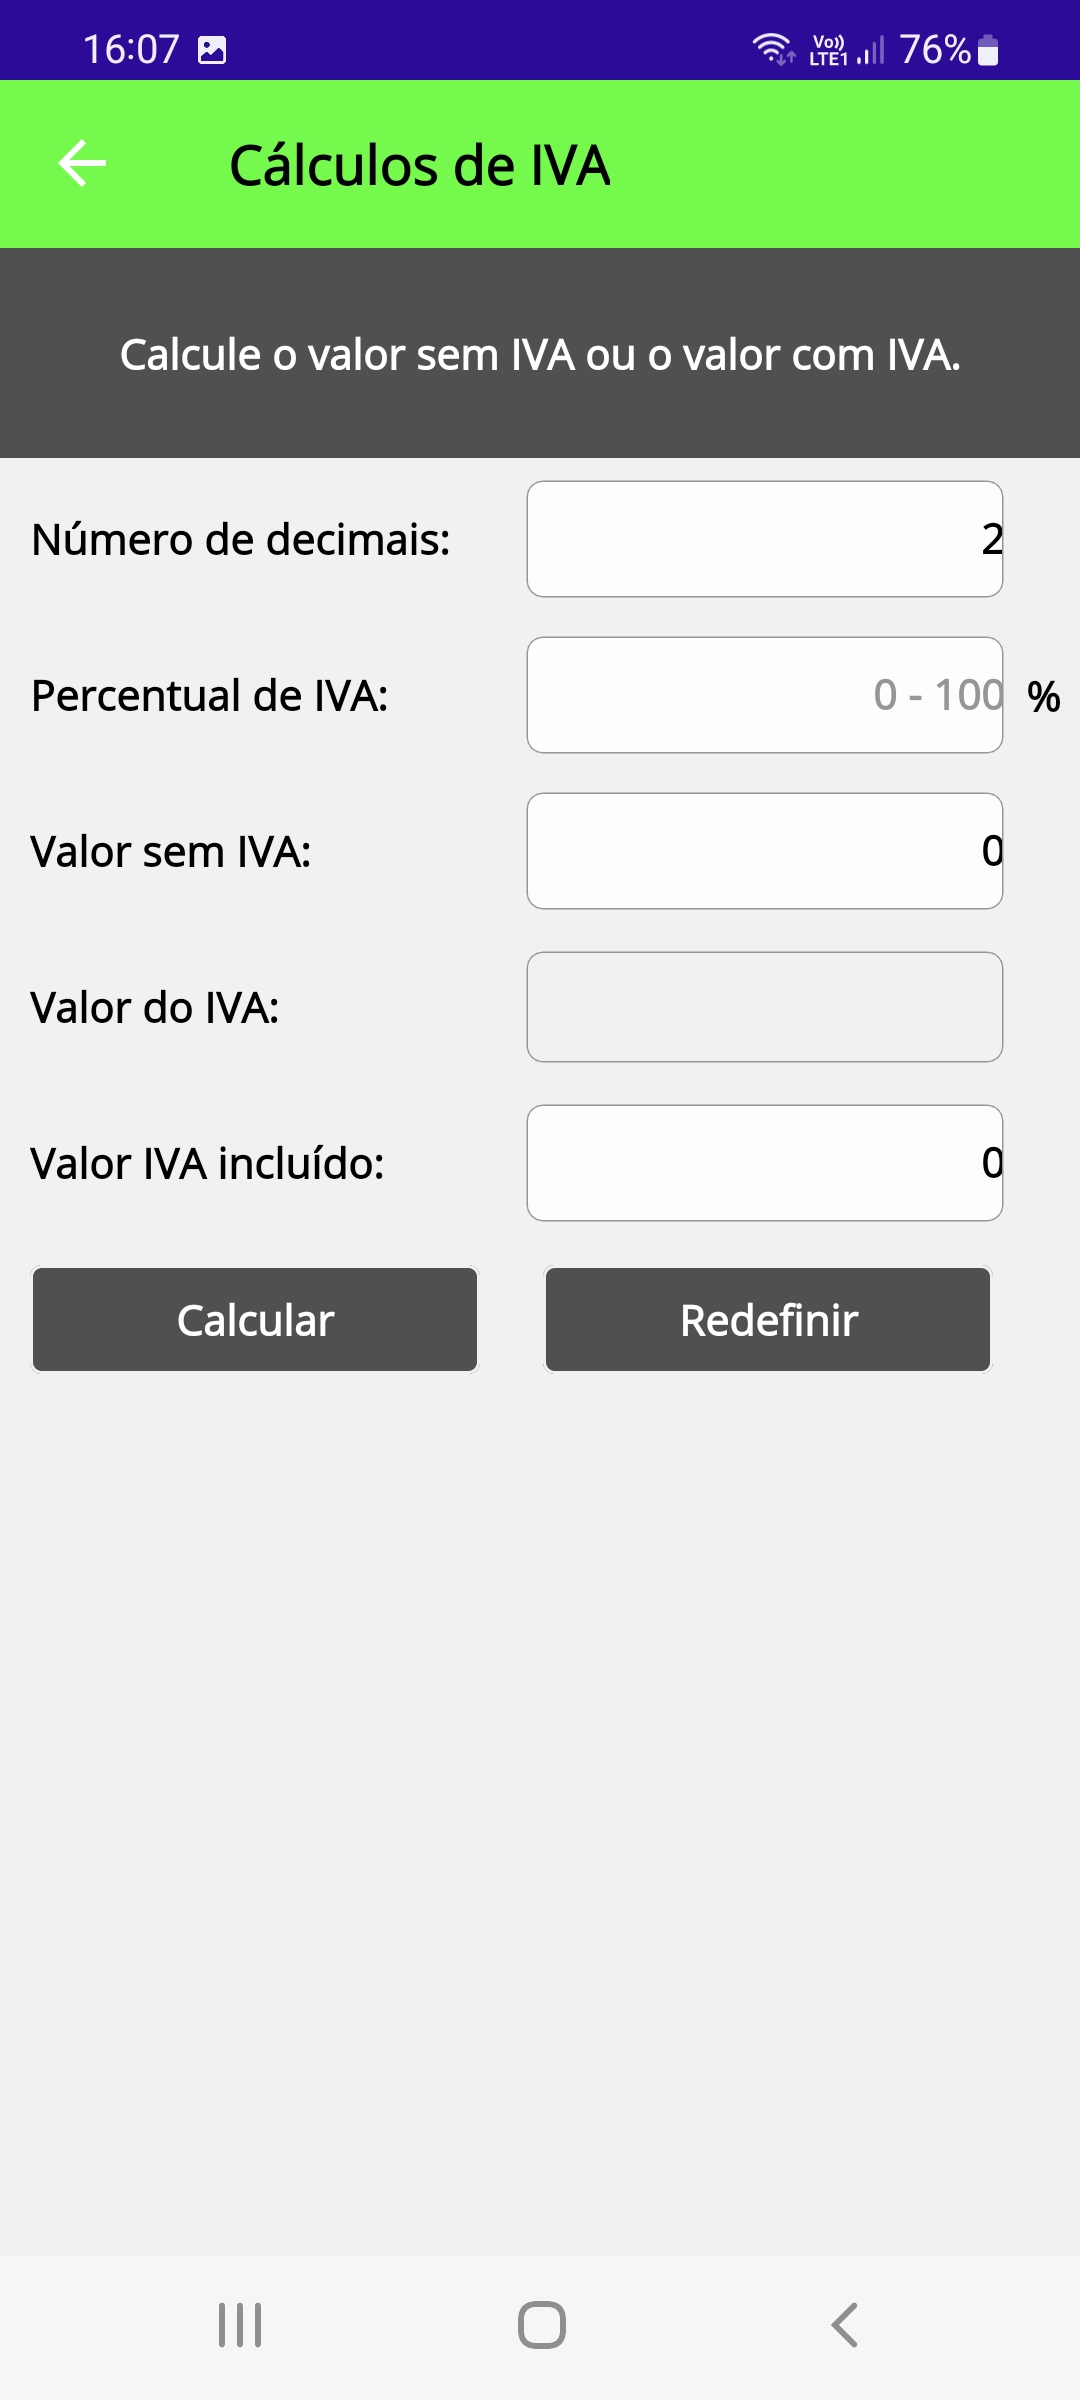 16:07 Vo)) LTE1 76%
Cálculos de IVA
Calcule o valor sem IVA ou o valor com IVA.
Número de decimais: 2
Percentual de IVA: 0 - 100 %
Valor sem IVA: 0
Valor do IVA:
Valor IVA incluído: 0
Calcular Redefinir